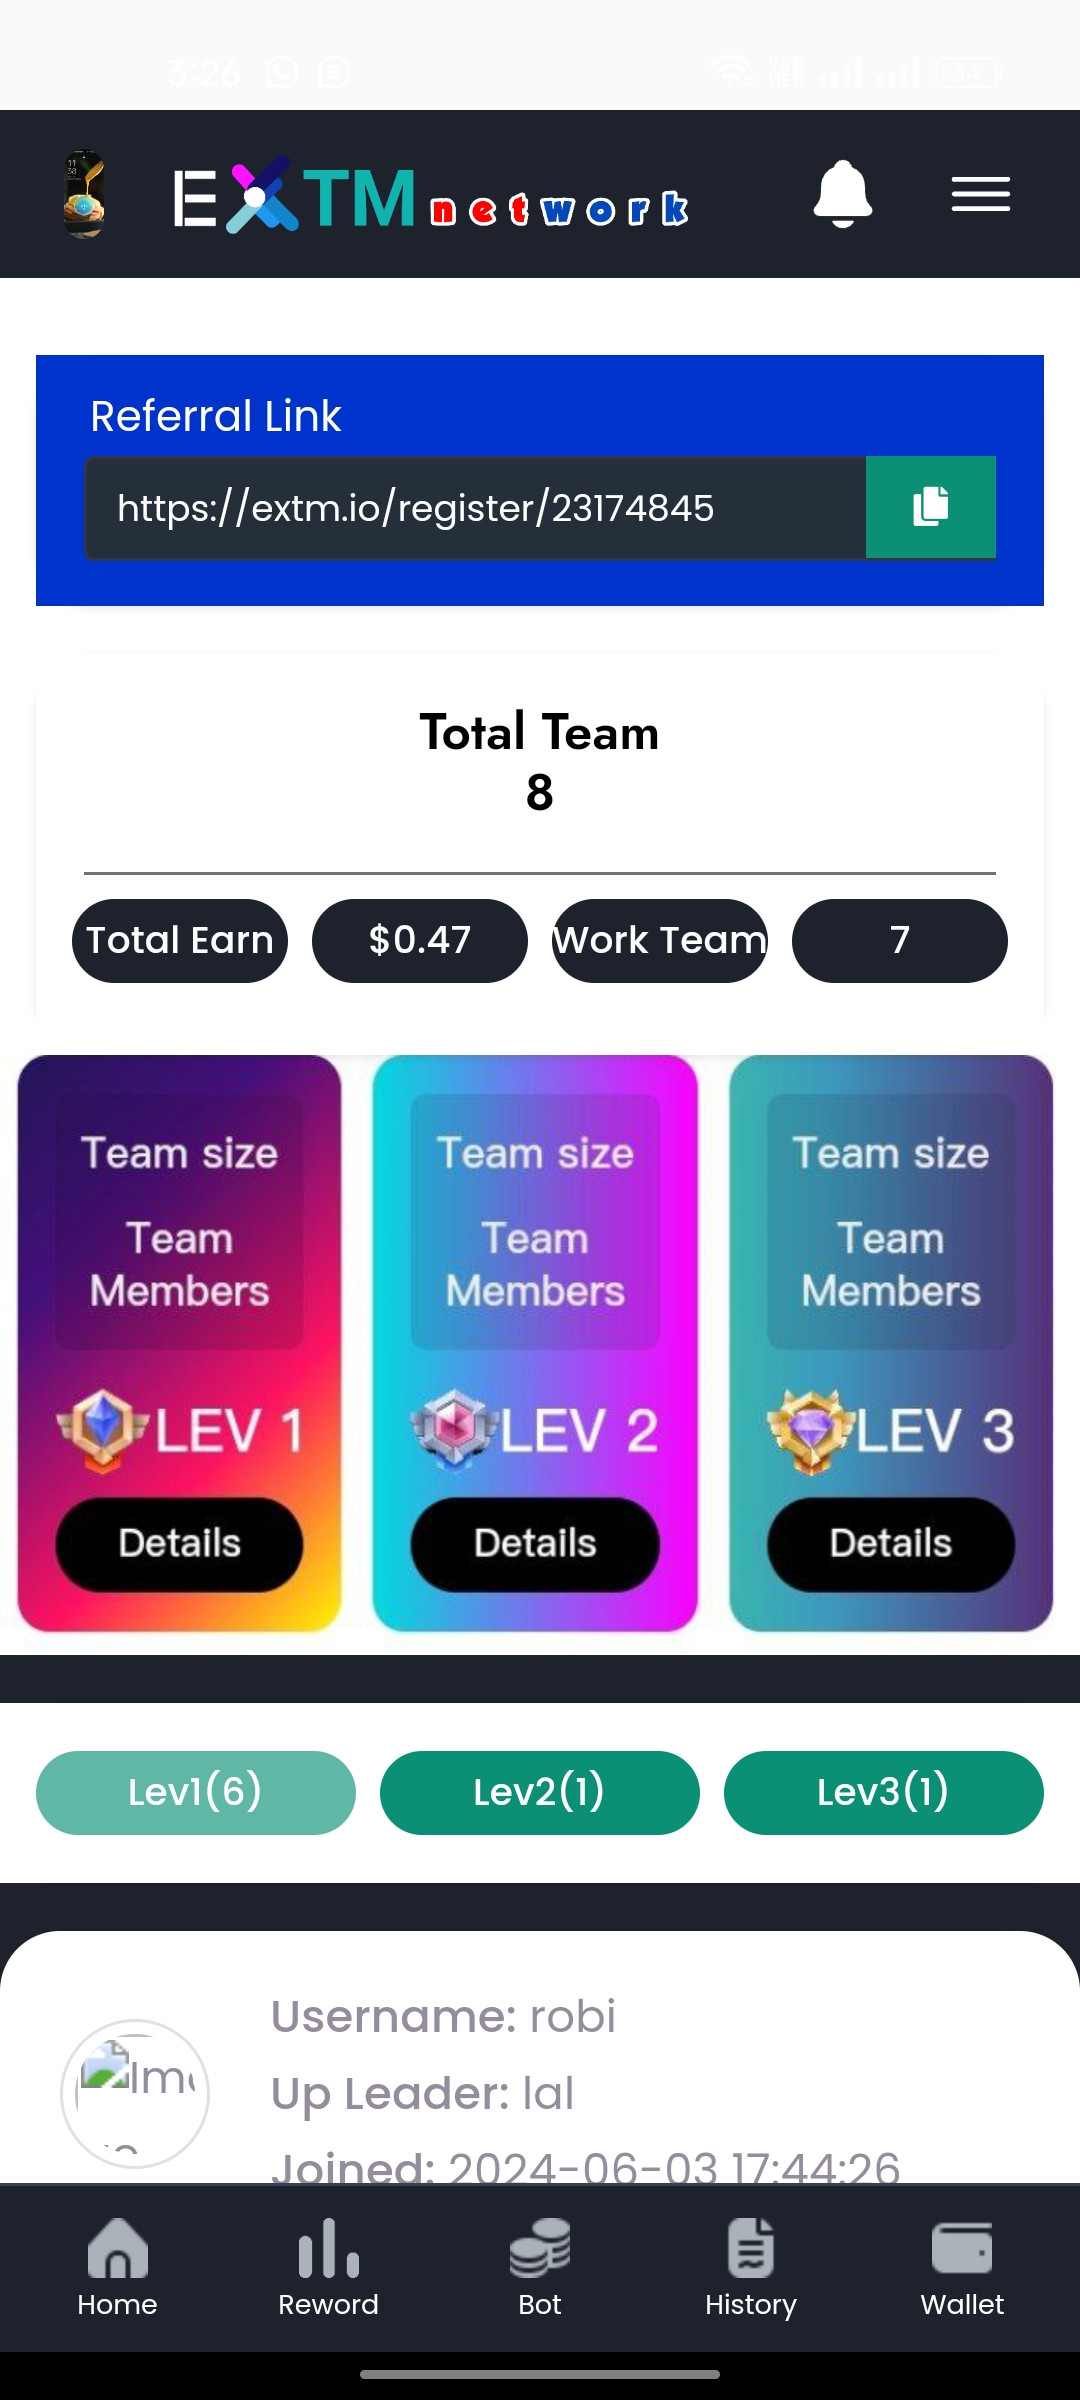 3:26
54
EXTM network
Referral Link
https://extm.io/register/23174845
Total Team
8
Total Earn
$0.47
Work Team
7
Team size
Team
Members
LEV 1
Details
Team size
Team
Members
LEV 2
Details
Team size
Team
Members
LEV 3
Details
Lev1(6)
Lev2(1)
Lev3(1)
Username: robi
Up Leader: lal
Joined: 2024-06-03 17:44:26
Home
Reword
Bot
History
Wallet